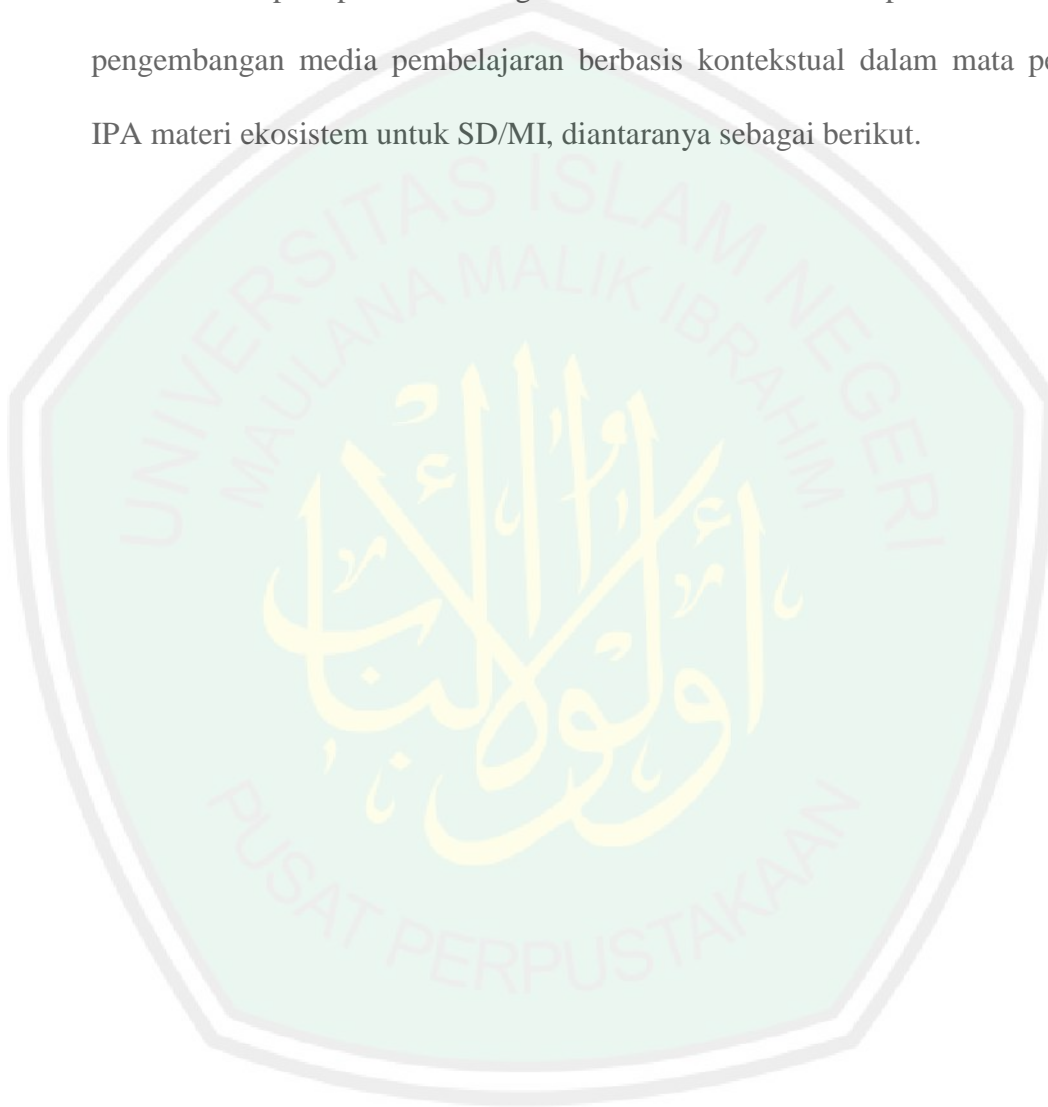 pengembangan media pembelajaran berbasis kontekstual dalam mata
IPA materi ekosistem untuk SD/MI, diantaranya sebagai berikut.
UNIVERSITAS ISLAM NEGERI
MAULANA MALIK IBRAHIM
أولوا الألباب
PUSAT PERPUSTAKAAN